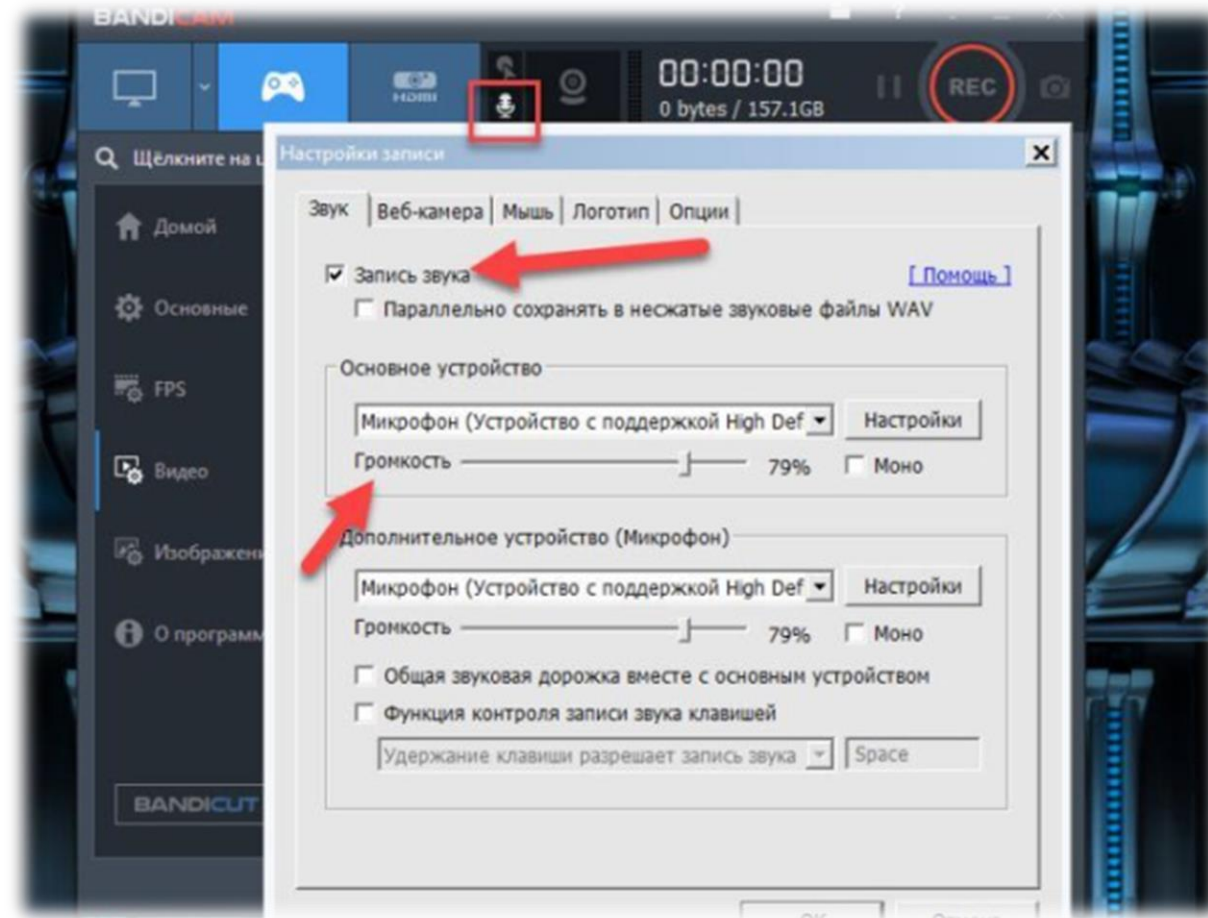 BANDICAM
HDMI
00:00:00
0 bytes / 157.1GB
REC
Щёлкните на
Настройки записи
Домой
Основные
FPS
Видео
О
BANDICUT
Звук Веб-камера Мышь Логотип Опции
Запись звука [ Помощь ]
Параллельно сохранять в несжатые звуковые файлы WAV
Основное устройство
Микрофон (Устройство с поддержкой High Def Настройки
Громкость 79% Моно
Дополнительное устройство (Микрофон)
Микрофон (Устройство с поддержкой High Def Настройки
Громкость 79% Моно
Общая звуковая дорожка вместе с основным устройством
Функция контроля записи звука клавишей
Удержание клавиши разрешает запись звука Space